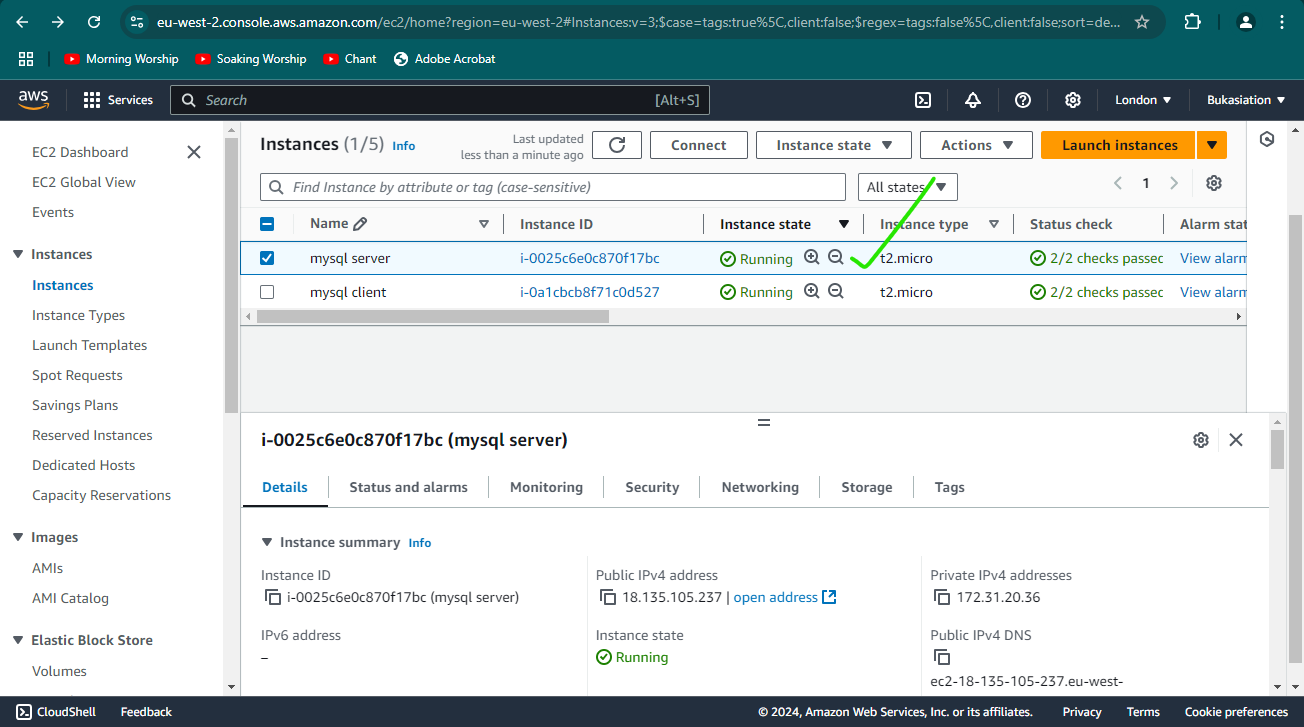 eu-west-2.console.aws.amazon.com/ec2/home?region=eu-west-2#Instances:v=3;$case=tags:true%5C,client:false;$regex=tags:false%5C,client:false;sort=de...
Morning Worship
Soaking Worship
Chant
Adobe Acrobat
aws
Services
Search
[Alt+S]
London
Bukasiation
EC2 Dashboard
EC2 Global View
Events
Instances
Instances
Instance Types
Launch Templates
Spot Requests
Savings Plans
Reserved Instances
Dedicated Hosts
Capacity Reservations
Images
AMIs
AMI Catalog
Elastic Block Store
Volumes
Instances (1/5) Info
Last updated
less than a minute ago
Connect
Instance state
Actions
Launch instances
Find Instance by attribute or tag (case-sensitive)
All states
1
Name Instance ID Instance state Instance type Status check Alarm stat
mysql server i-0025c6e0c870f17bc Running t2.micro 2/2 checks passec View alarm
mysql client i-0a1cbcb8f71c0d527 Running t2.micro 2/2 checks passec View alarm
i-0025c6e0c870f17bc (mysql server)
Details Status and alarms Monitoring Security Networking Storage Tags
Instance summary Info
Instance ID
i-0025c6e0c870f17bc (mysql server)
Public IPv4 address
18.135.105.237 | open address
Private IPv4 addresses
172.31.20.36
IPv6 address
–
Instance state
Running
Public IPv4 DNS
ec2-18-135-105-237.eu-west-
CloudShell Feedback © 2024, Amazon Web Services, Inc. or its affiliates. Privacy Terms Cookie preferences